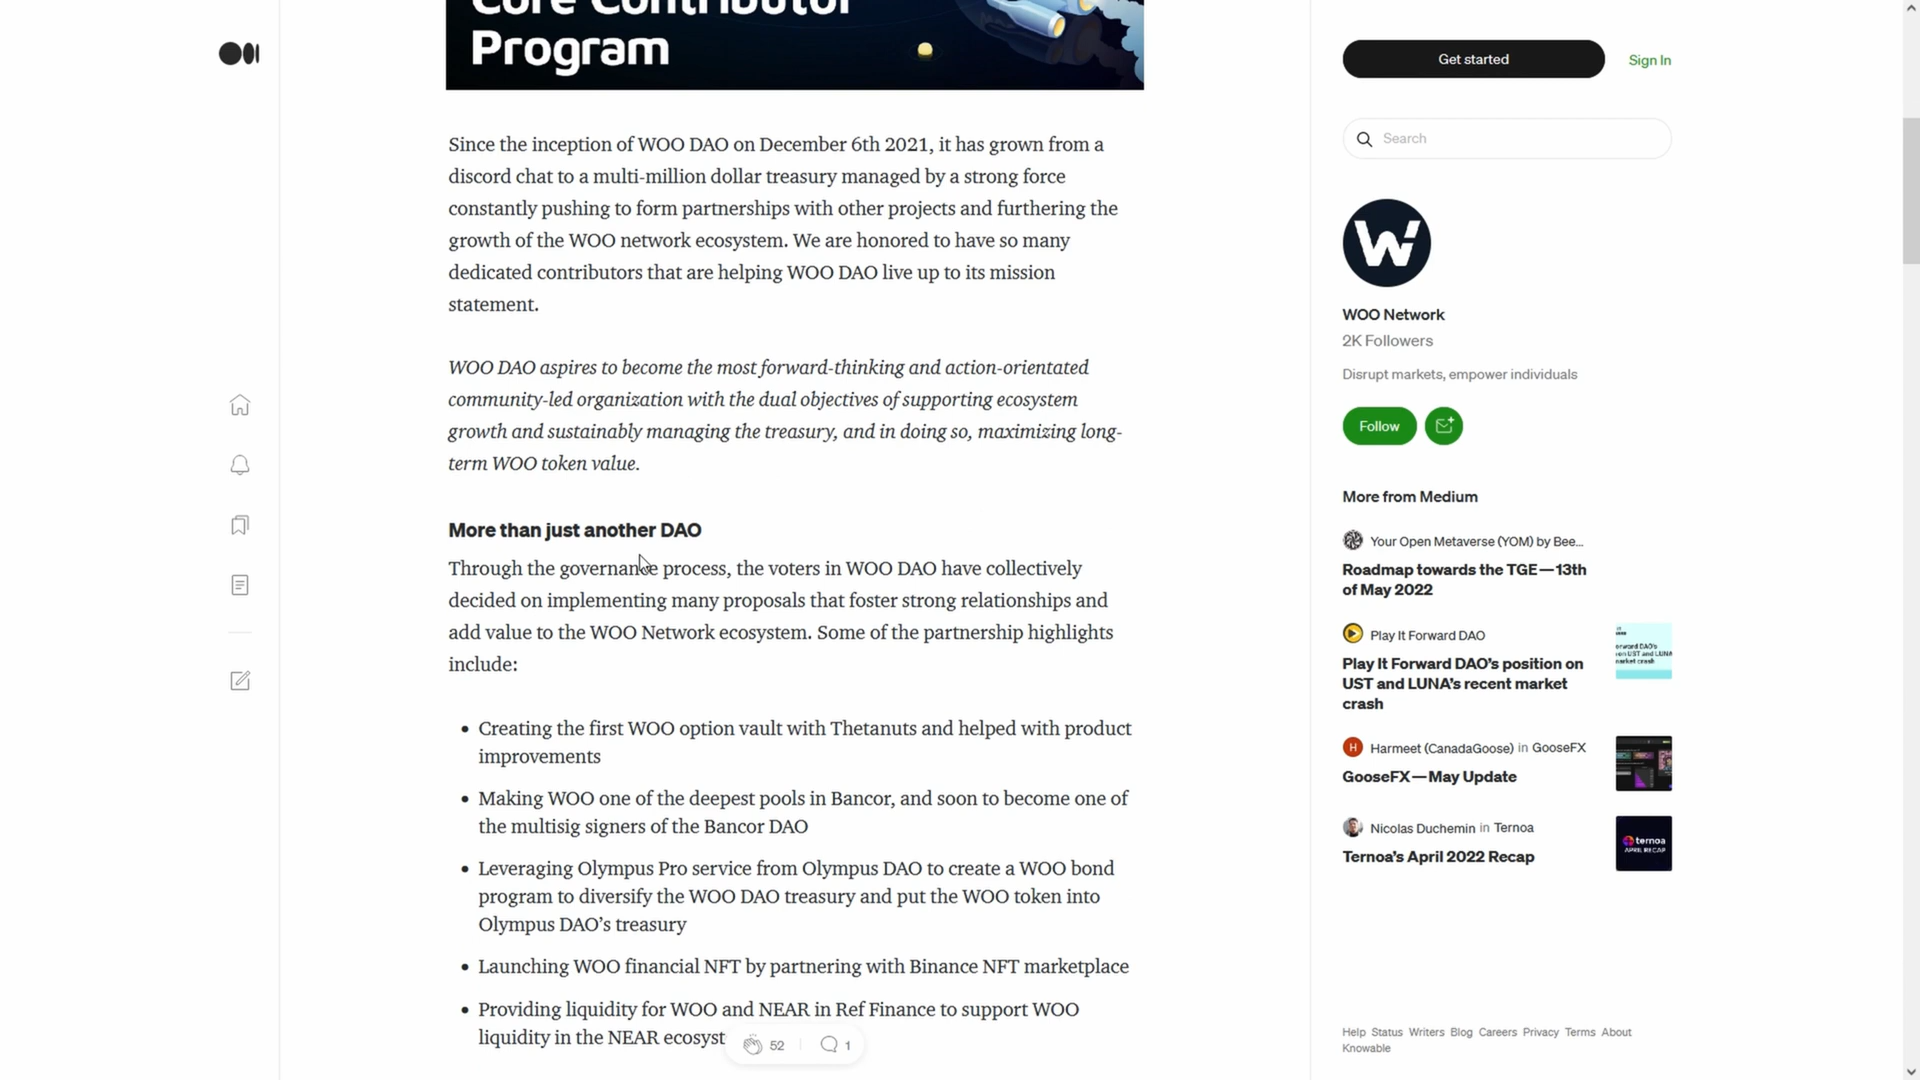 Core Contributor
Program
Get started
Sign In
Search
Since the inception of WOO DAO on December 6th 2021, it has grown from a
discord chat to a multi-million dollar treasury managed by a strong force
constantly pushing to form partnerships with other projects and furthering the
growth of the WOO network ecosystem. We are honored to have so many
dedicated contributors that are helping WOO DAO live up to its mission
statement.
WOO DAO aspires to become the most forward-thinking and action-orientated
community-led organization with the dual objectives of supporting ecosystem
growth and sustainably managing the treasury, and in doing so, maximizing long-
term WOO token value.
More than just another DAO
Through the governance process, the voters in WOO DAO have collectively
decided on implementing many proposals that foster strong relationships and
add value to the WOO Network ecosystem. Some of the partnership highlights
include:
• Creating the first WOO option vault with Thetanuts and helped with product
improvements
• Making WOO one of the deepest pools in Bancor, and soon to become one of
the multisig signers of the Bancor DAO
• Leveraging Olympus Pro service from Olympus DAO to create a WOO bond
program to diversify the WOO DAO treasury and put the WOO token into
Olympus DAO's treasury
• Launching WOO financial NFT by partnering with Binance NFT marketplace
• Providing liquidity for WOO and NEAR in Ref Finance to support WOO
liquidity in the NEAR ecosyst
52
1
WOO Network
2K Followers
Disrupt markets, empower individuals
Follow
More from Medium
Your Open Metaverse (YOM) by Bee...
Roadmap towards the TGE — 13th
of May 2022
Play It Forward DAO
Play It Forward DAO's position on
UST and LUNA's recent market
crash
H
Harmeet (CanadaGoose) in GooseFX
GooseFX — May Update
Nicolas Duchemin in Ternoa
Ternoa's April 2022 Recap
ternoa
APRIL RECAP
Help Status Writers Blog Careers Privacy Terms About
Knowable